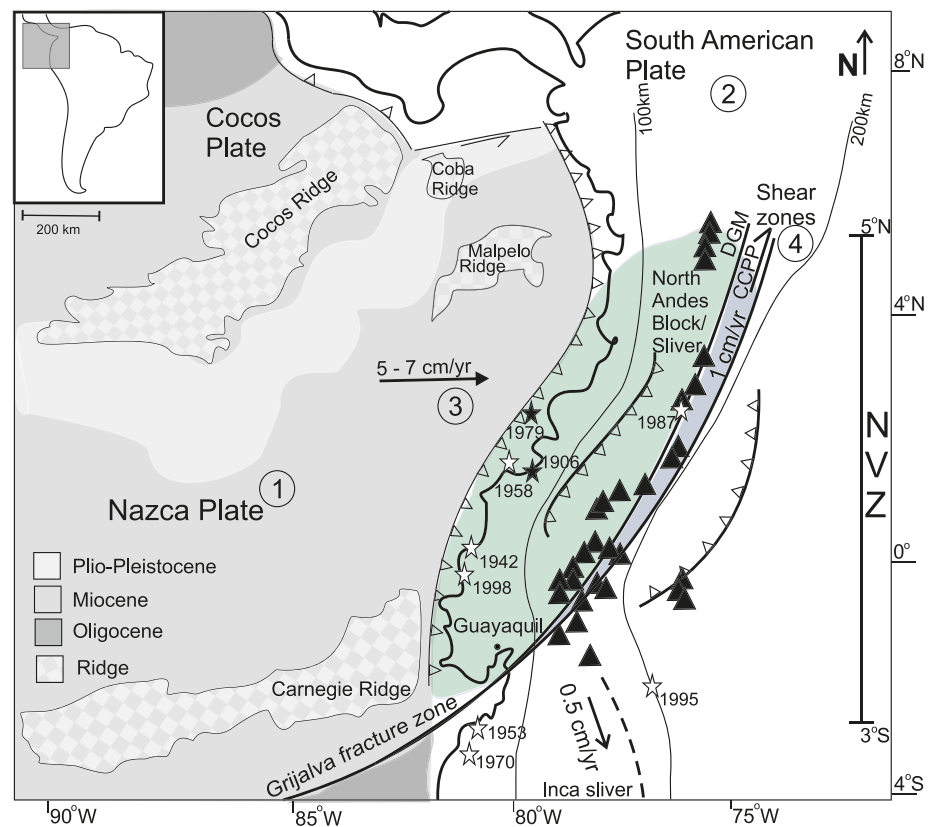 South American
Plate
N
8°N
2
100km
200km
Cocos
Plate
Coba
Ridge
Cocos Ridge
200 km
Shear
zones
4
5°N
DGM
CCPP
Malpelo
Ridge
North
Andes
Block/
Sliver
4°N
1 cm/yr
5 - 7 cm/yr
3
1979
1987
1906
1958
NVZ
1
Nazca Plate
1942
1998
0°
Plio-Pleistocene
Miocene
Oligocene
Ridge
Guayaquil
Carnegie Ridge
1995
0.5 cm/yr
Grijalva fracture zone
1953
1970
3°S
Inca sliver
4°S
90°W
85°W
80°W
75°W